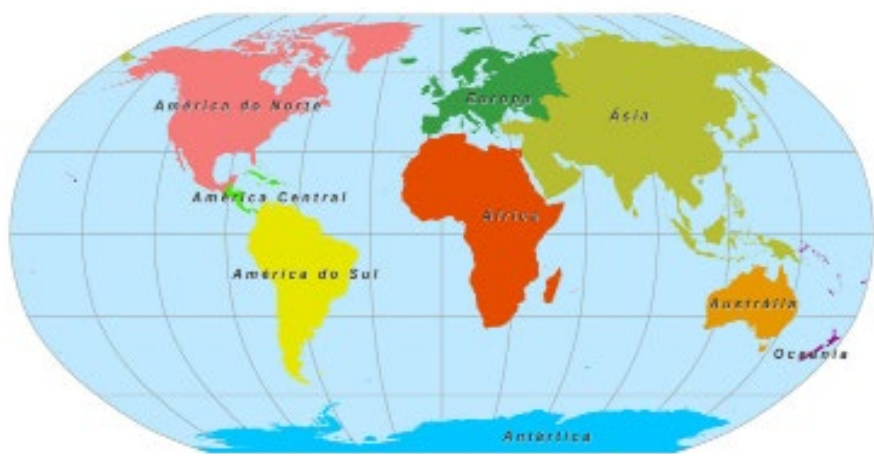 América do Norte
Europa
Ásia
América Central
África
América do Sul
Austrália
Oceania
Antártica